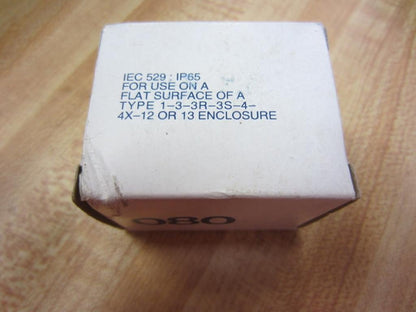 IEC 529 : IP65
FOR USE ON A
FLAT SURFACE OF A
TYPE 1-3-3R-3S-4-
4X-12 OR 13 ENCLOSURE
080